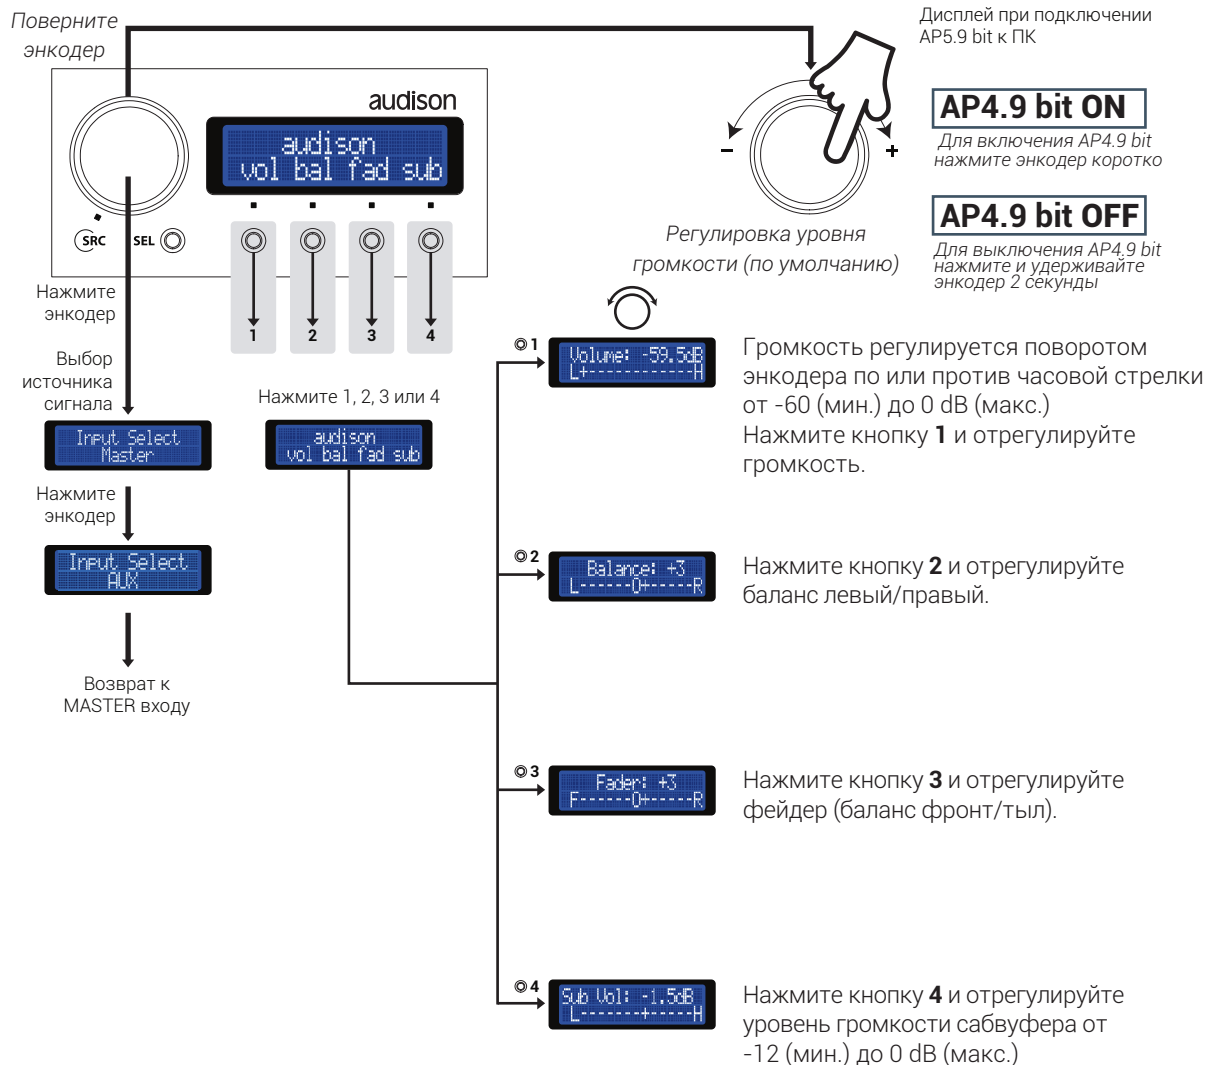 Поверните
энкодер
audison
audison
vol bal fad sub
SRC
SEL
1
2
3
4
-
+
Регулировка уровня
громкости (по умолчанию)
Дисплей при подключении
AP5.9 bit к ПК
AP4.9 bit ON
Для включения AP4.9 bit
нажмите энкодер коротко
AP4.9 bit OFF
Для выключения AP4.9 bit
нажмите и удерживайте
энкодер 2 секунды
Нажмите
энкодер
Выбор
источника
сигнала
Input Select
Master
Нажмите
энкодер
Input Select
AUX
Возврат к
MASTER входу
Нажмите 1, 2, 3 или 4
audison
vol bal fad sub
1
Volume: -59.5dB
L+-----------H
Громкость регулируется поворотом
энкодера по или против часовой стрелки
от -60 (мин.) до 0 dB (макс.)
Нажмите кнопку 1 и отрегулируйте
громкость.
2
Balance: +3
L------0+-----R
Нажмите кнопку 2 и отрегулируйте
баланс левый/правый.
3
Fader: +3
F------0+-----R
Нажмите кнопку 3 и отрегулируйте
фейдер (баланс фронт/тыл).
4
Sub Vol: -1.5dB
L-------+-----H
Нажмите кнопку 4 и отрегулируйте
уровень громкости сабвуфера от
-12 (мин.) до 0 dB (макс.)